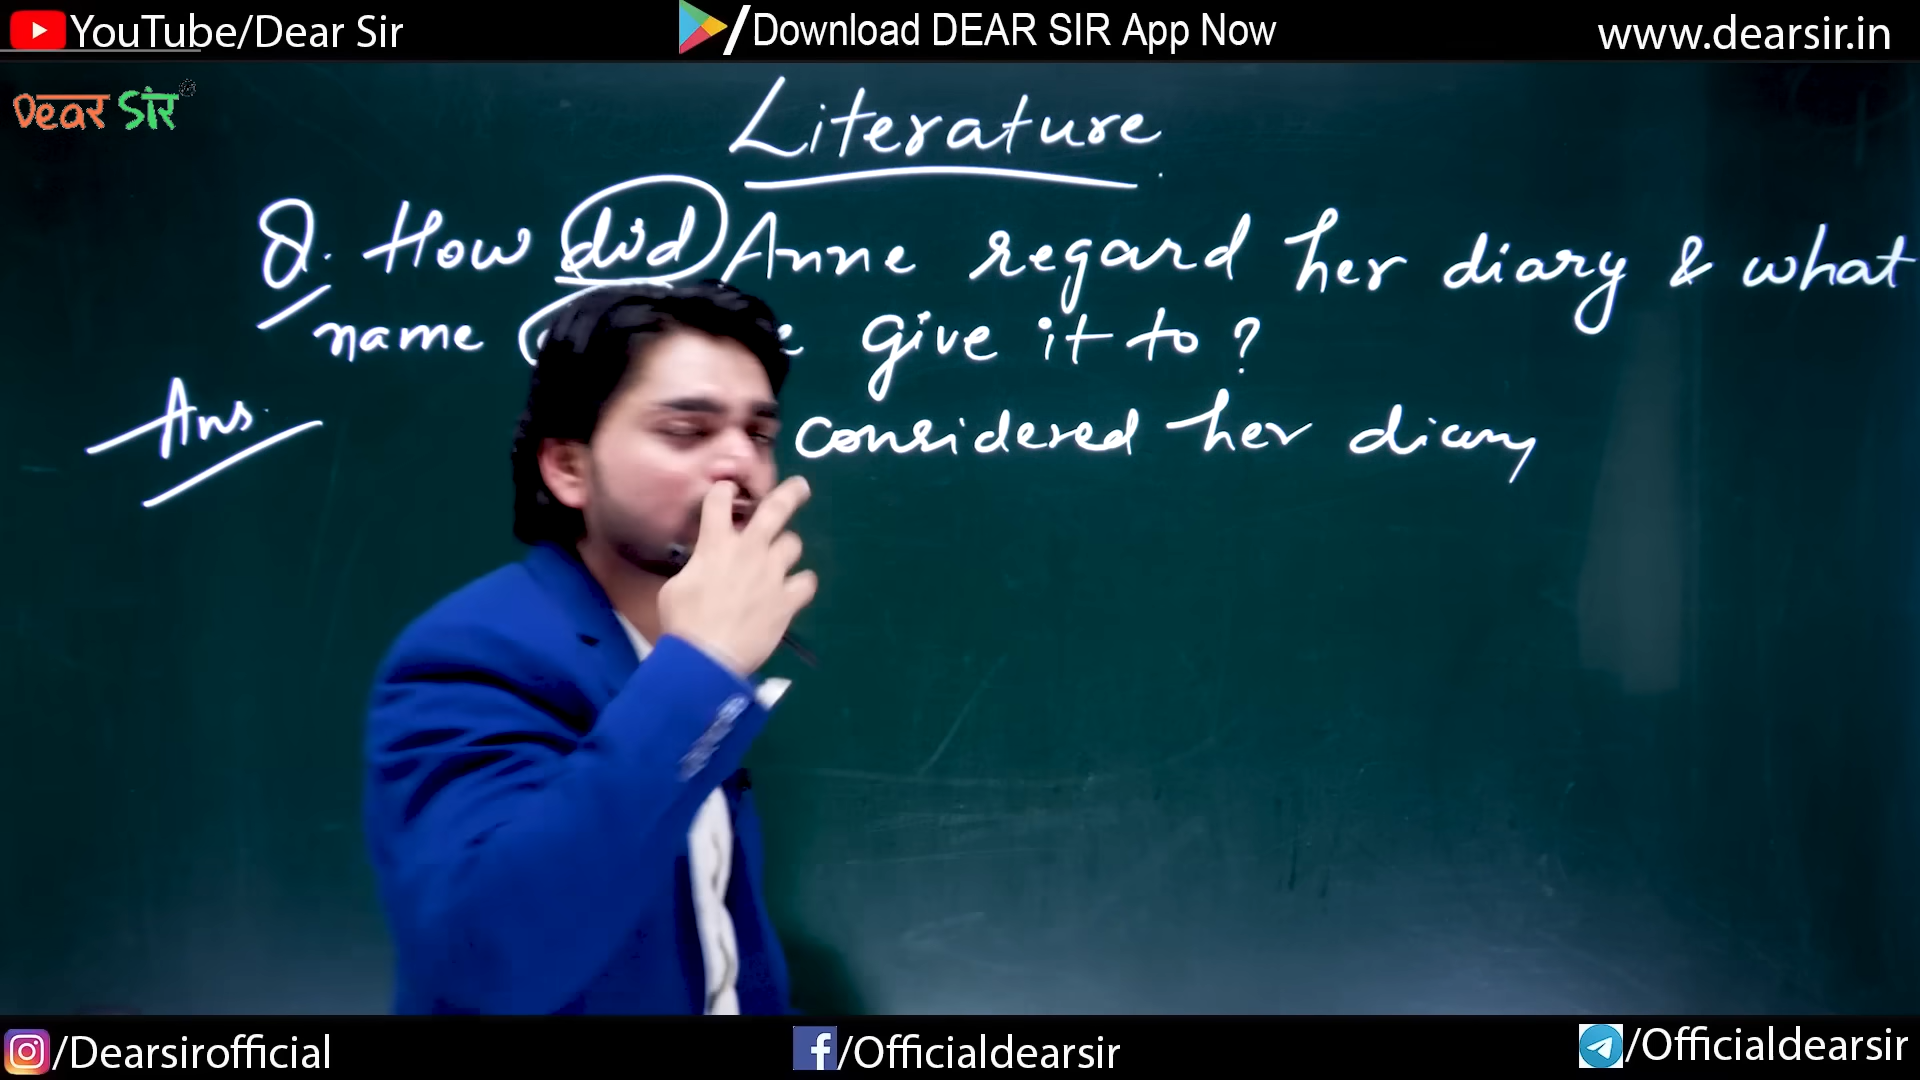 YouTube/Dear Sir
/Download DEAR SIR App Now
www.dearsir.in
Dear Sir
Literature
Q. How did Anne regard her diary & what
name give it to?
Ans. considered her diary
/Dearsirofficial
/Officialdearsir
/Officialdearsir